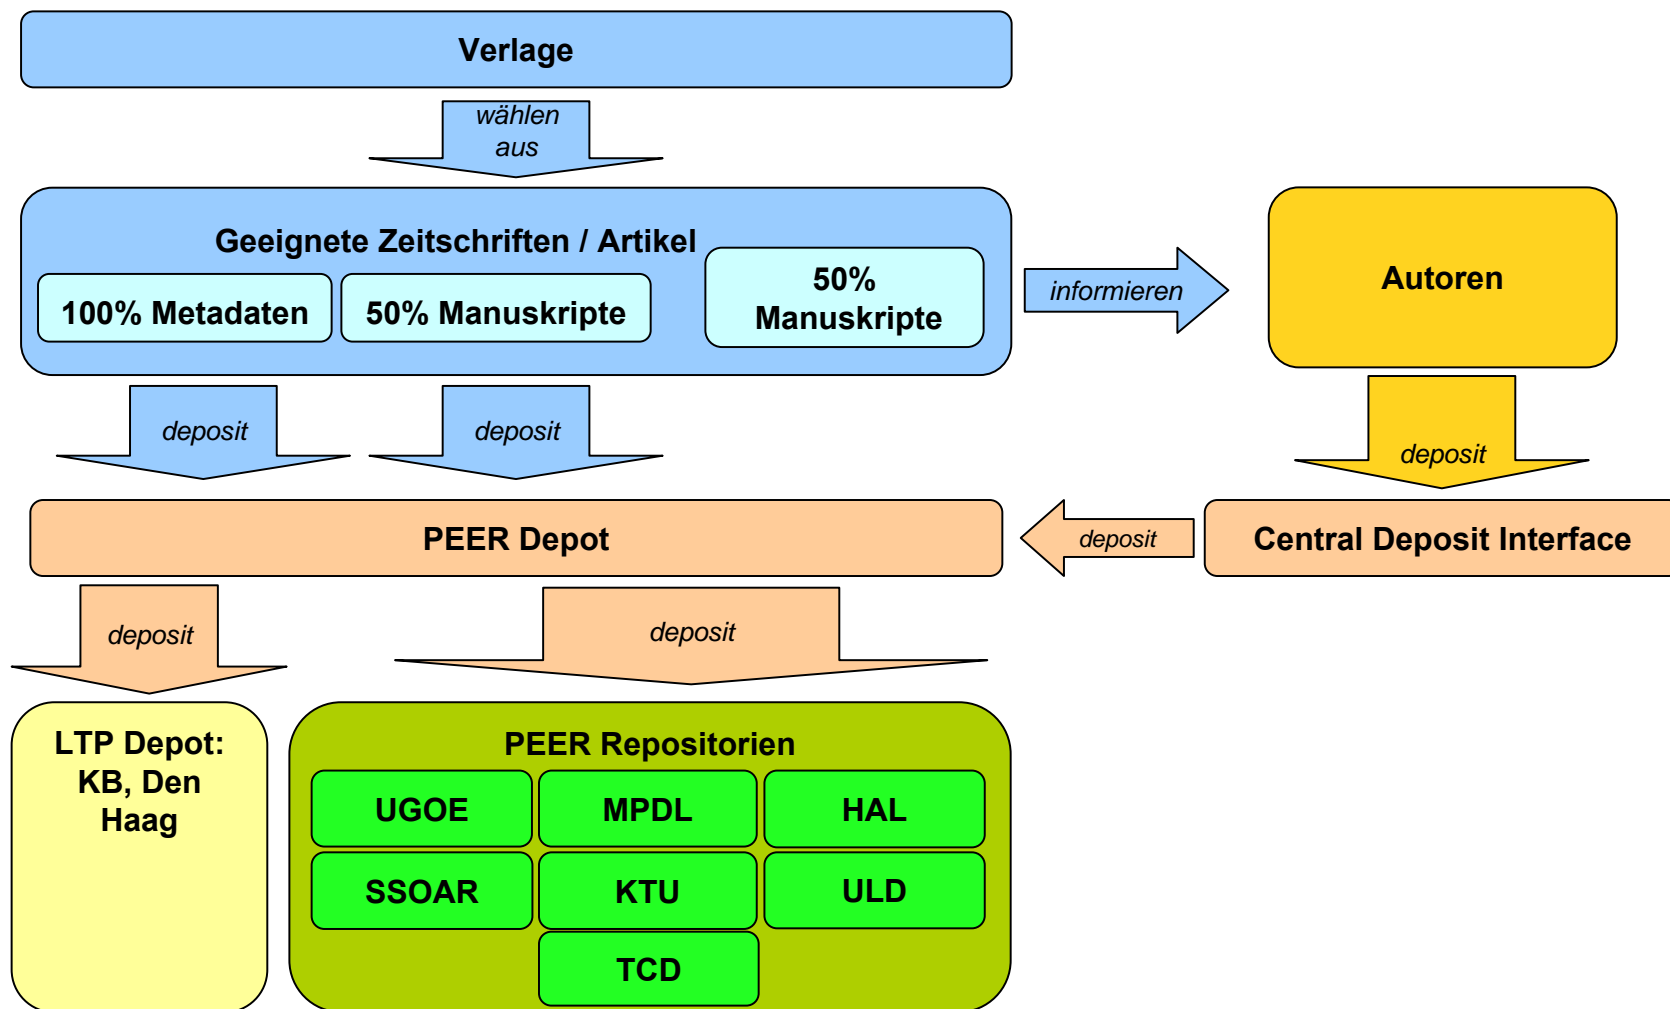 Verlage
wählen
aus
Geeignete Zeitschriften / Artikel
100% Metadaten
50% Manuskripte
50%
Manuskripte
informieren
Autoren
deposit
deposit
deposit
PEER Depot
deposit
Central Deposit Interface
deposit
deposit
LTP Depot:
KB, Den
Haag
PEER Repositorien
UGOE
MPDL
HAL
SSOAR
KTU
ULD
TCD